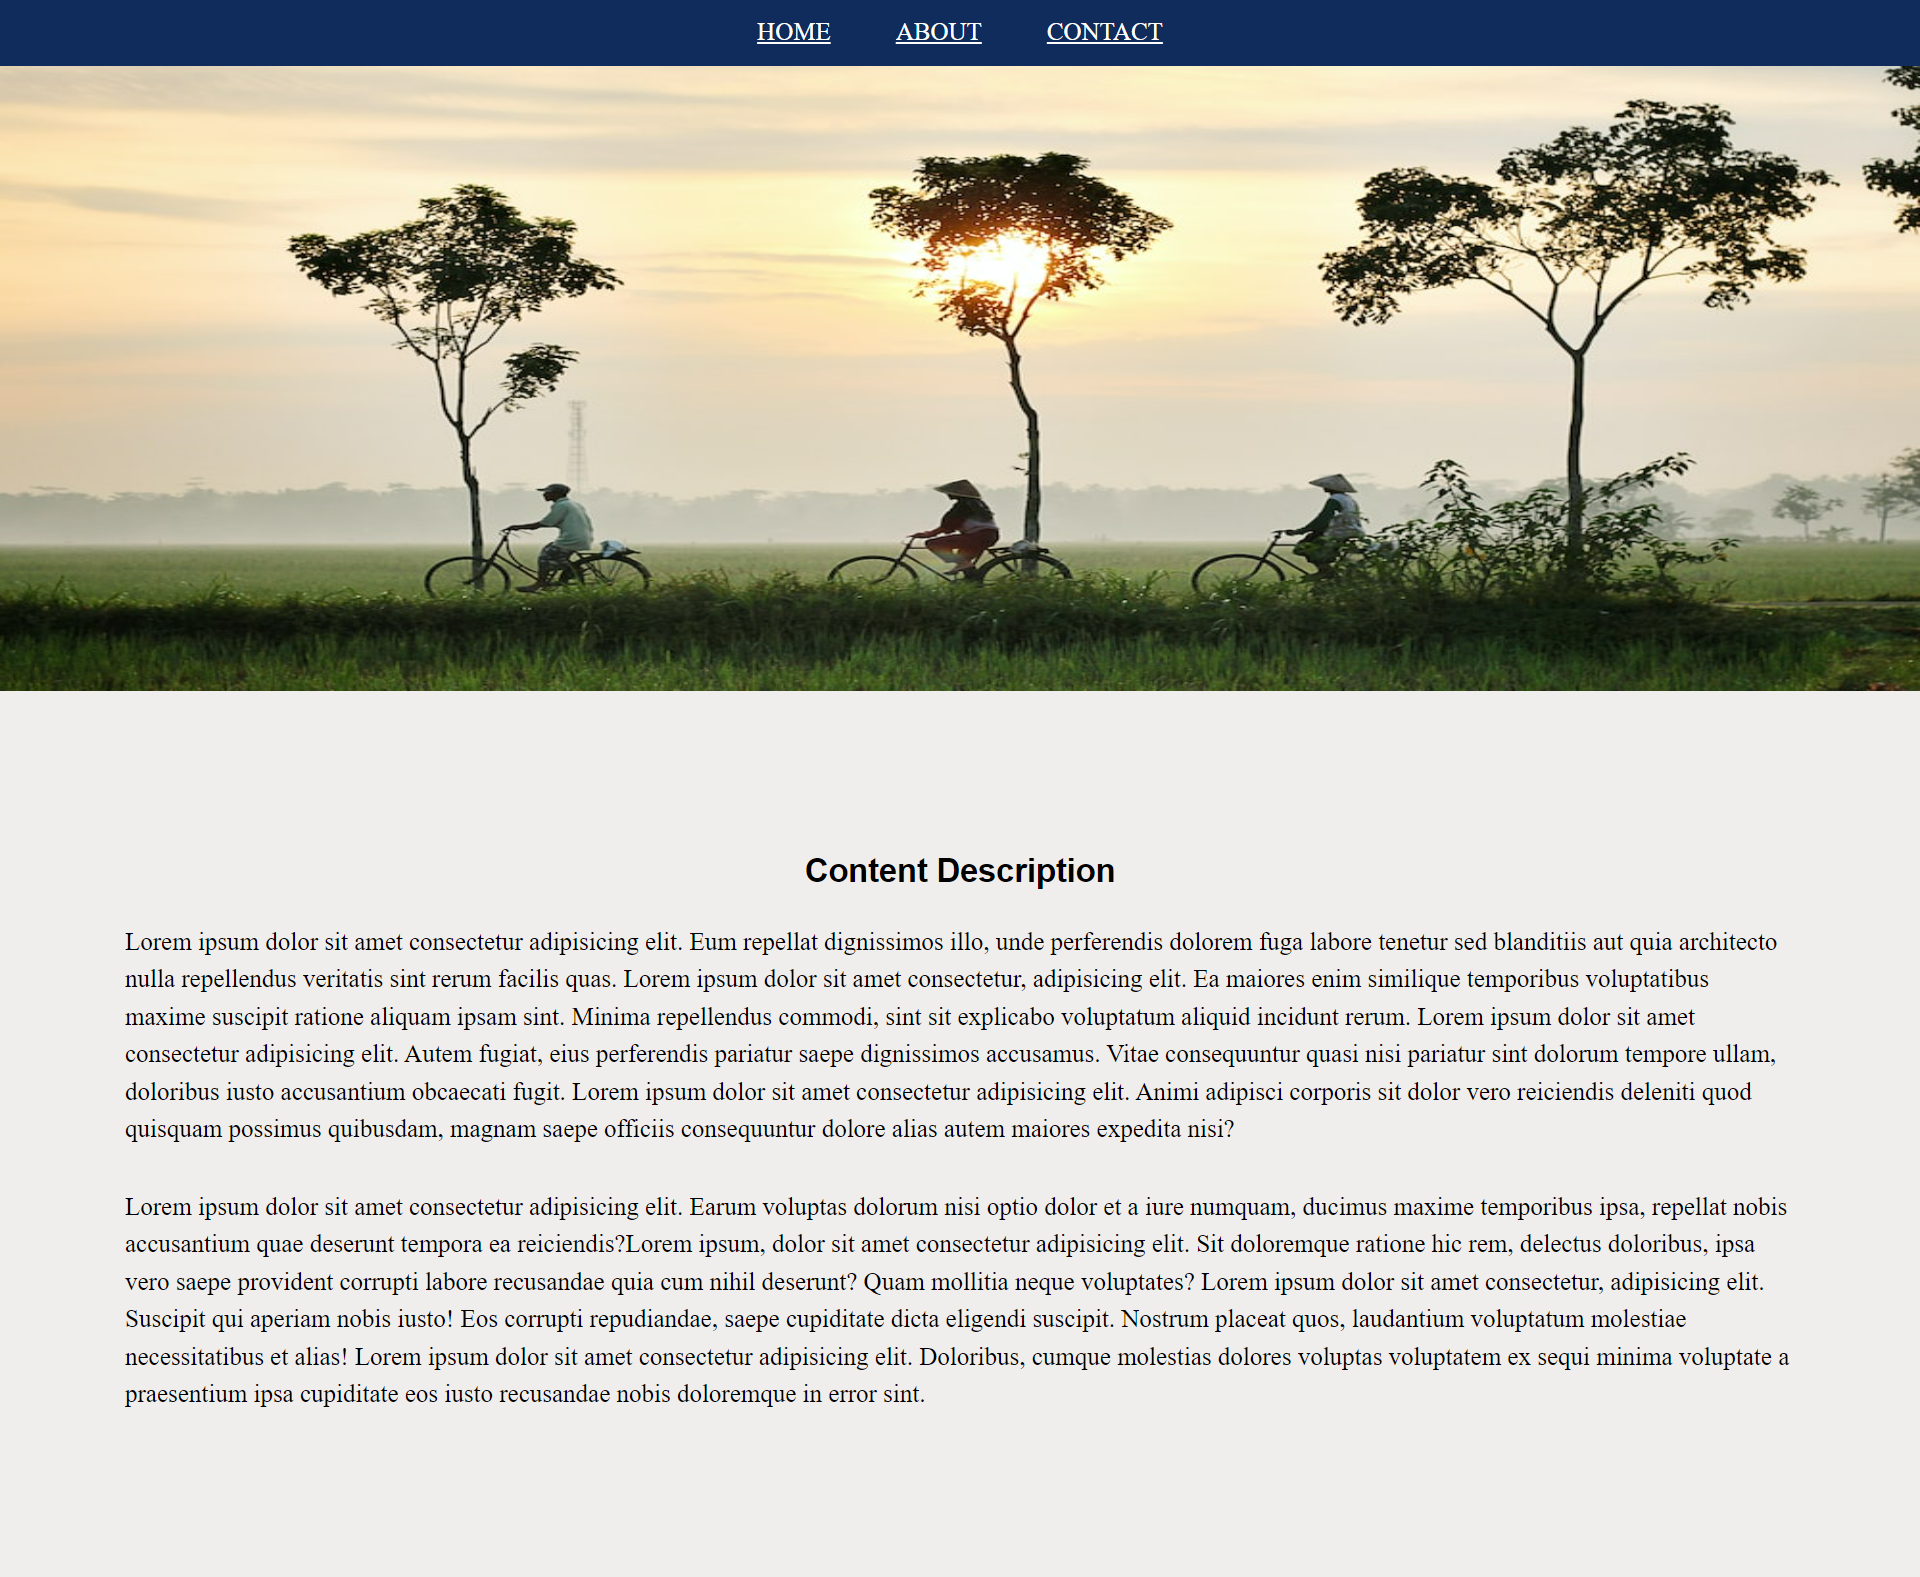 HOME ABOUT CONTACT
Content Description
Lorem ipsum dolor sit amet consectetur adipisicing elit. Eum repellat dignissimos illo, unde perferendis dolorem fuga labore tenetur sed blanditiis aut quia architecto
nulla repellendus veritatis sint rerum facilis quas. Lorem ipsum dolor sit amet consectetur, adipisicing elit. Ea maiores enim similique temporibus voluptatibus
maxime suscipit ratione aliquam ipsam sint. Minima repellendus commodi, sint sit explicabo voluptatum aliquid incidunt rerum. Lorem ipsum dolor sit amet
consectetur adipisicing elit. Autem fugiat, eius perferendis pariatur saepe dignissimos accusamus. Vitae consequuntur quasi nisi pariatur sint dolorum tempore ullam,
doloribus iusto accusantium obcaecati fugit. Lorem ipsum dolor sit amet consectetur adipisicing elit. Animi adipisci corporis sit dolor vero reiciendis deleniti quod
quisquam possimus quibusdam, magnam saepe officiis consequuntur dolore alias autem maiores expedita nisi?
Lorem ipsum dolor sit amet consectetur adipisicing elit. Earum voluptas dolorum nisi optio dolor et a iure numquam, ducimus maxime temporibus ipsa, repellat nobis
accusantium quae deserunt tempora ea reiciendis?Lorem ipsum, dolor sit amet consectetur adipisicing elit. Sit doloremque ratione hic rem, delectus doloribus, ipsa
vero saepe provident corrupti labore recusandae quia cum nihil deserunt? Quam mollitia neque voluptates? Lorem ipsum dolor sit amet consectetur, adipisicing elit.
Suscipit qui aperiam nobis iusto! Eos corrupti repudiandae, saepe cupiditate dicta eligendi suscipit. Nostrum placeat quos, laudantium voluptatum molestiae
necessitatibus et alias! Lorem ipsum dolor sit amet consectetur adipisicing elit. Doloribus, cumque molestias dolores voluptas voluptatem ex sequi minima voluptate a
praesentium ipsa cupiditate eos iusto recusandae nobis doloremque in error sint.